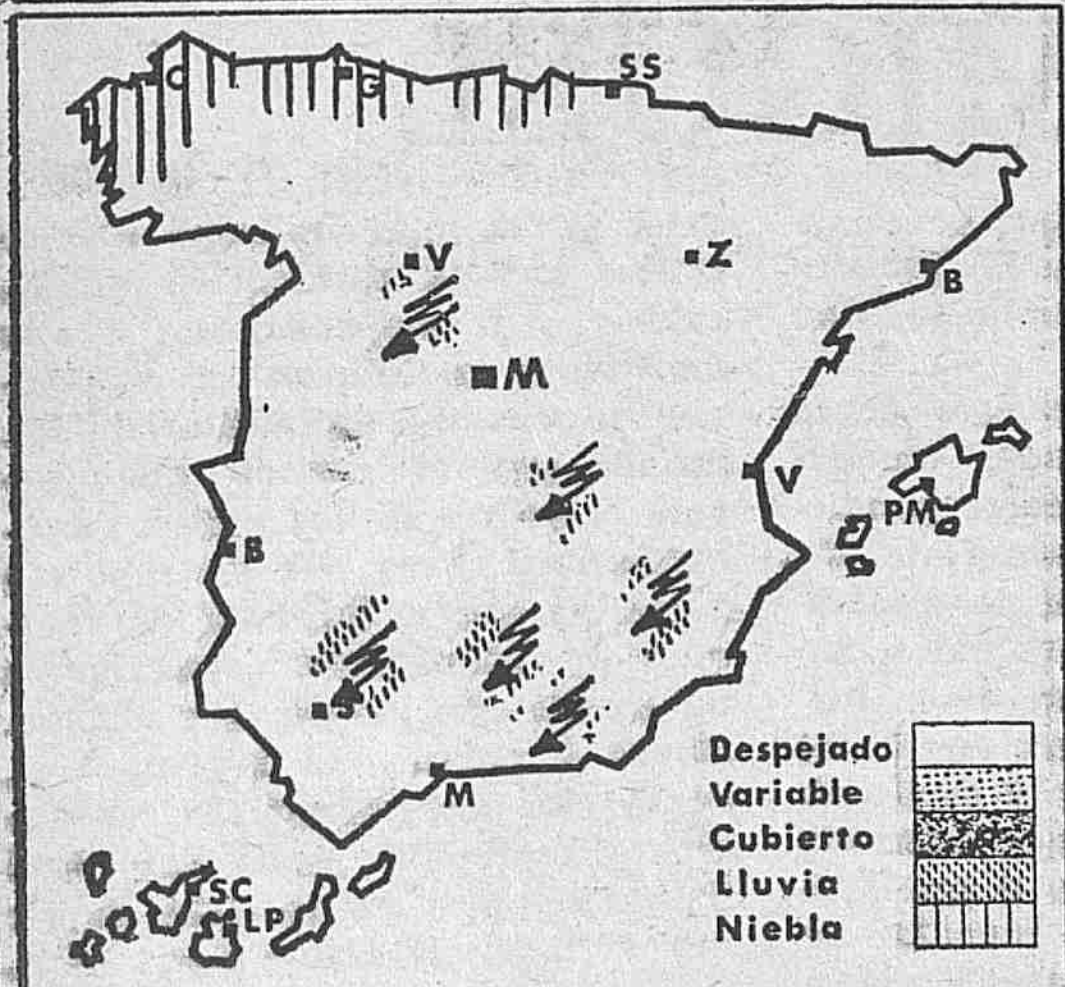 C
G
SS
V
Z
B
M
V
PM
B
S
M
SC
LP
Despejado
Variable
Cubierto
Lluvia
Niebla